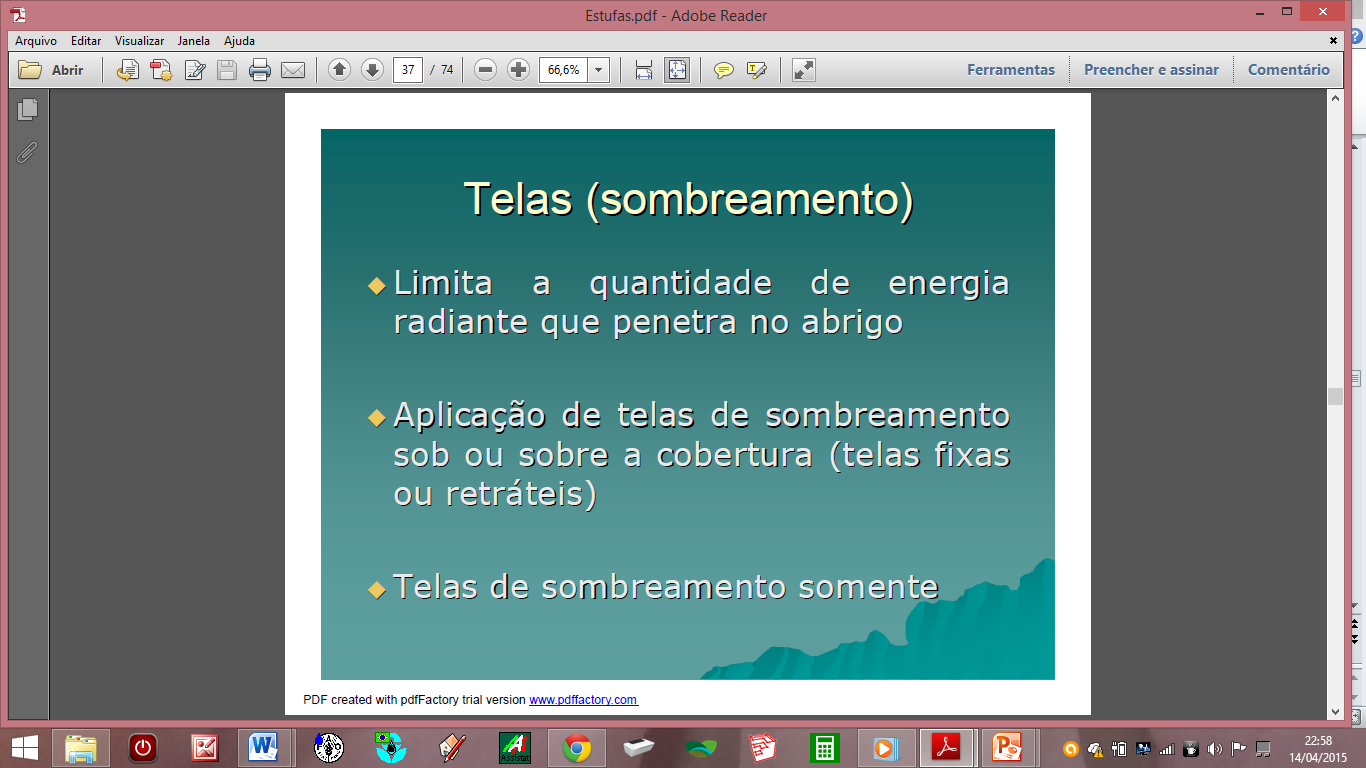 Estufas.pdf - Adobe Reader
Arquivo Editar Visualizar Janela Ajuda
Abrir 37 / 74 66,6% Ferramentas Preencher e assinar Comentário
Telas (sombreamento)
Limita a quantidade de energia
radiante que penetra no abrigo
Aplicação de telas de sombreamento
sob ou sobre a cobertura (telas fixas
ou retráteis)
Telas de sombreamento somente
PDF created with pdfFactory trial version www.pdffactory.com
Assistat
22:58
14/04/2015